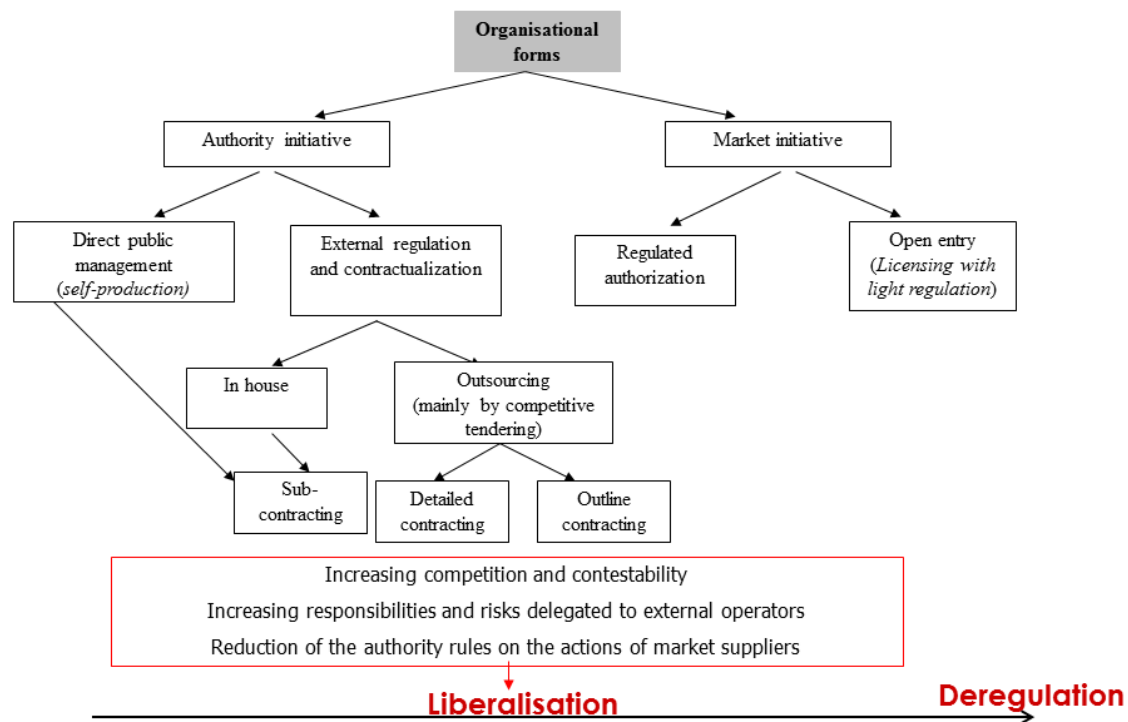 Organisational
forms
Authority initiative
Market initiative
Direct public
management
(self-production)
External regulation
and contractualization
Regulated
authorization
Open entry
(Licensing with
light regulation)
In house
Outsourcing
(mainly by competitive
tendering)
Sub-
contracting
Detailed
contracting
Outline
contracting
Increasing competition and contestability
Increasing responsibilities and risks delegated to external operators
Reduction of the authority rules on the actions of market suppliers
Liberalisation
Deregulation